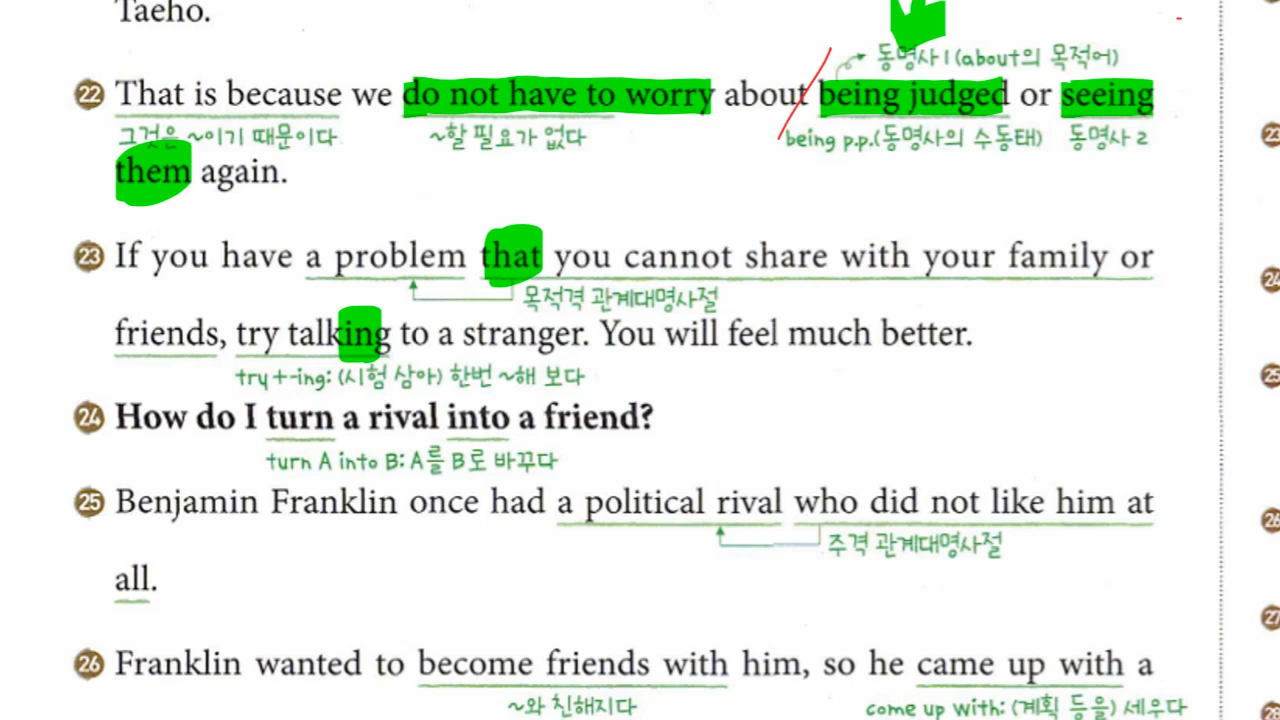 Taeho.
동명사 1 (about의 목적어)
22 That is because we do not have to worry about being judged or seeing
그것은 ~이기 때문이다 ~할 필요가 없다 being p.p.(동명사의 수동태) 동명사 2
them again.
23 If you have a problem that you cannot share with your family or
목적격 관계대명사절
friends, try talking to a stranger. You will feel much better.
try+-ing: (시험 삼아) 한번 ~해 보다
24 How do I turn a rival into a friend?
turn A into B: A를 B로 바꾸다
25 Benjamin Franklin once had a political rival who did not like him at
주격 관계대명사절
all.
26 Franklin wanted to become friends with him, so he came up with a
~와 친해지다 come up with: (계획 등을) 세우다